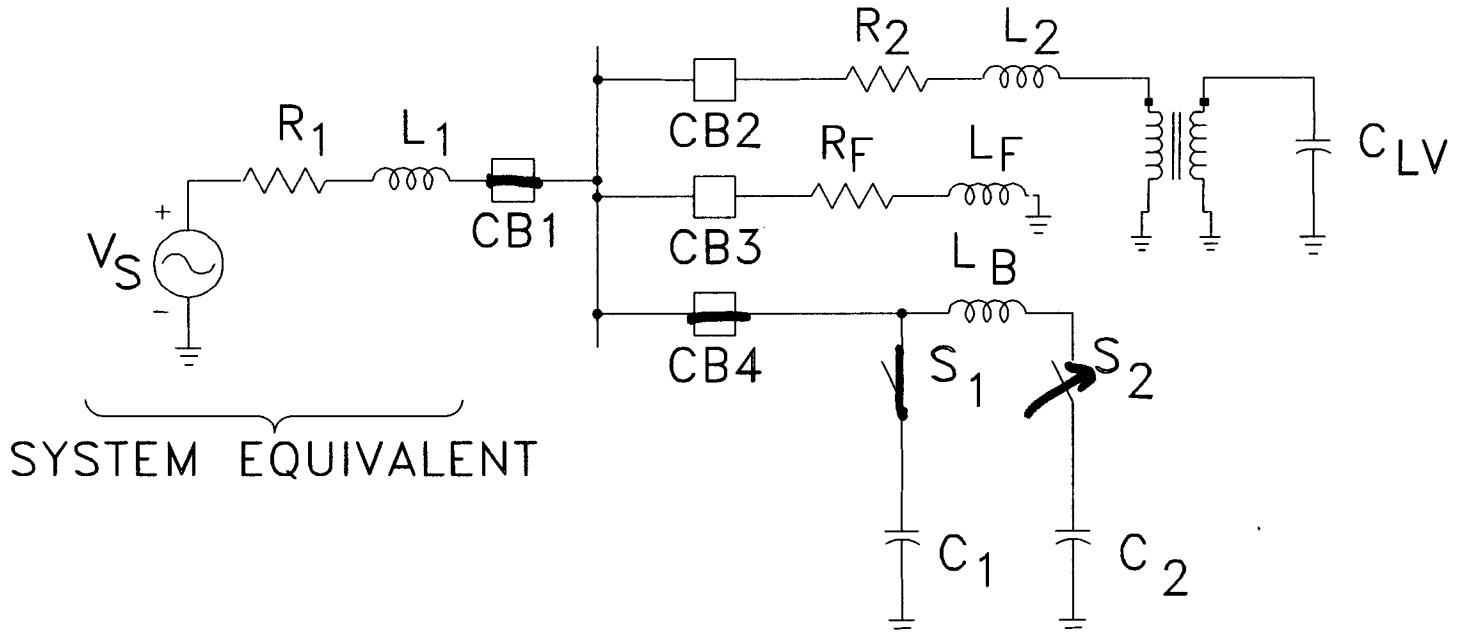 R2
L2
CB2
R1
L1
CB1
RF
LF
CLV
CB3
+
VS
−
LB
CB4
S1
S2
SYSTEM EQUIVALENT
C1
C2